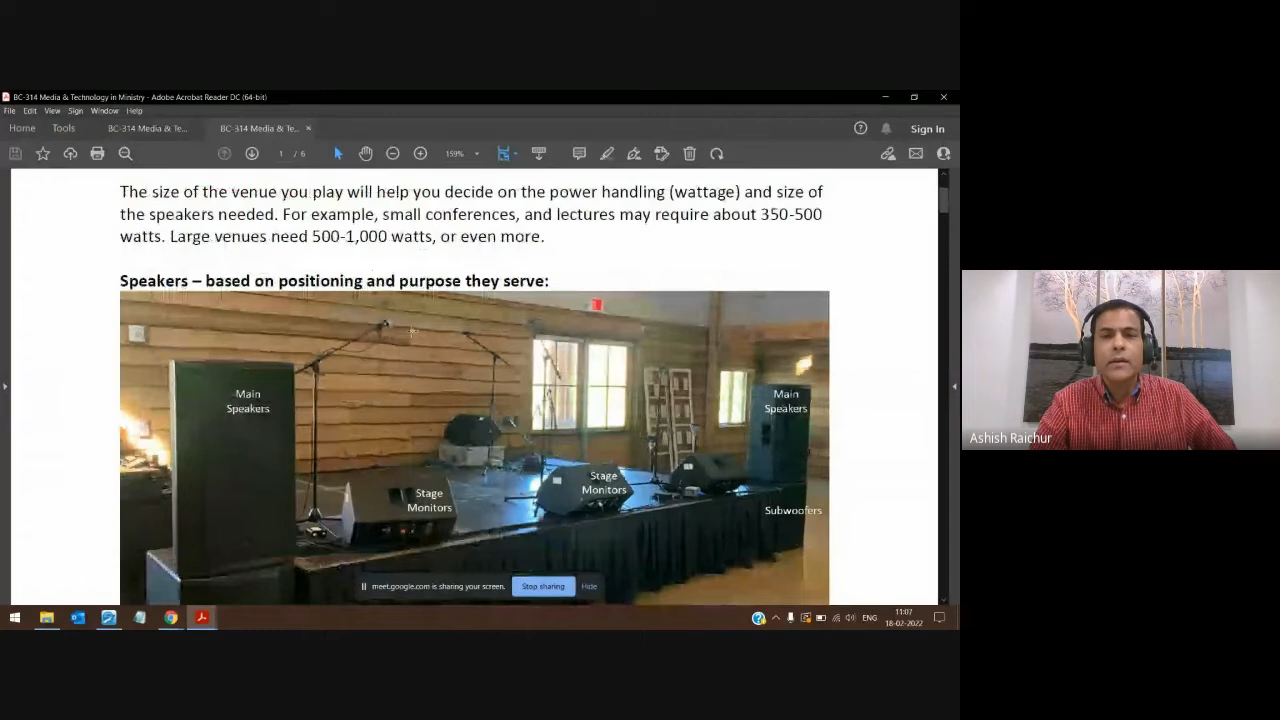 BC-314 Media & Technology in Ministry - Adobe Acrobat Reader DC (64-bit)
File Edit View Sign Window Help
Home Tools BC-314 Media & Te... BC-314 Media & Te... ×
Sign In
1 / 6 159%
The size of the venue you play will help you decide on the power handling (wattage) and size of
the speakers needed. For example, small conferences, and lectures may require about 350-500
watts. Large venues need 500-1,000 watts, or even more.
Speakers – based on positioning and purpose they serve:
Main
Speakers
Main
Speakers
Stage
Monitors
Stage
Monitors
Subwoofers
meet.google.com is sharing your screen. Stop sharing Hide
ENG
11:07
18-02-2022
Ashish Raichur